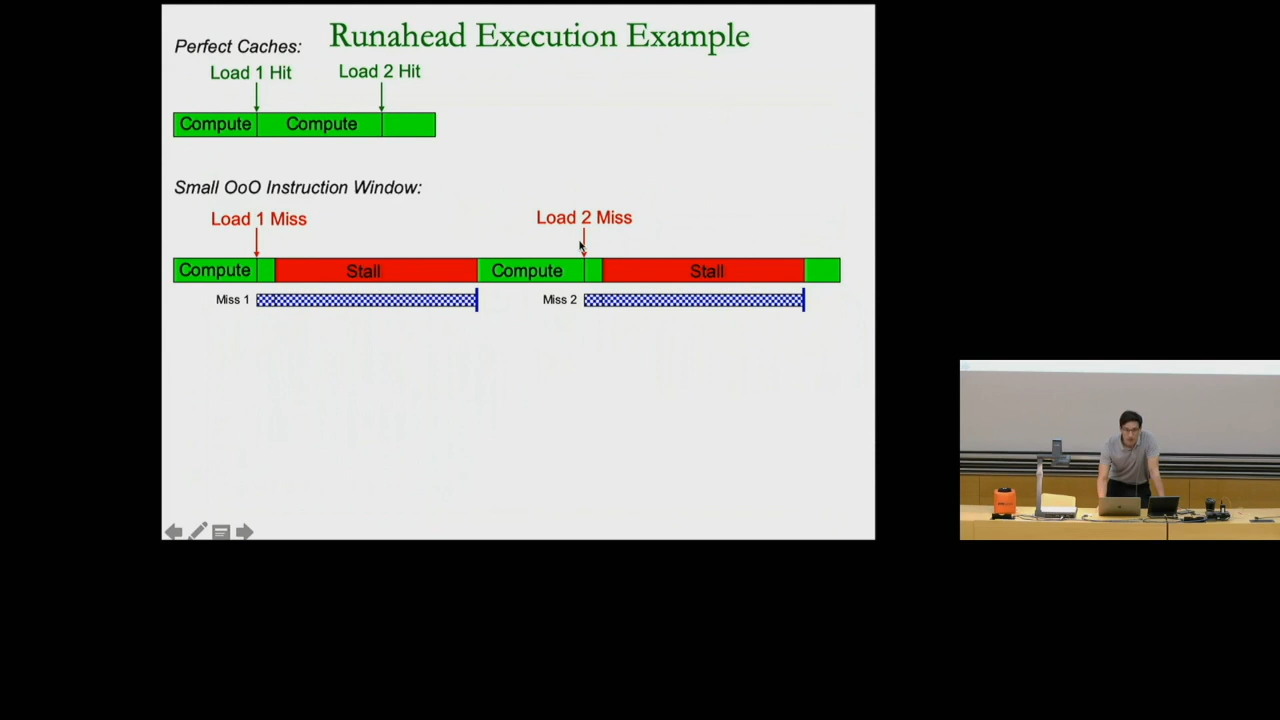 Runahead Execution Example
Perfect Caches:
Load 1 Hit
Load 2 Hit
Compute
Compute
Small OoO Instruction Window:
Load 1 Miss
Load 2 Miss
Compute
Stall
Compute
Stall
Miss 1
Miss 2